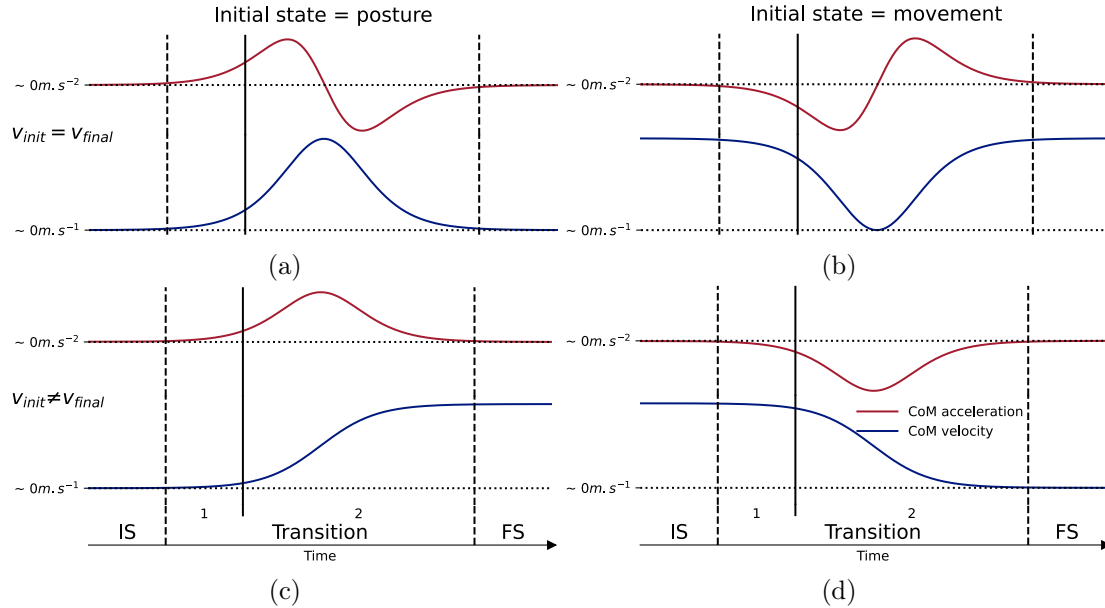 Initial state = posture
Initial state = movement
~ 0m.s⁻²
~ 0m.s⁻²
v_init = v_final
~ 0m.s⁻¹
~ 0m.s⁻¹
(a)
(b)
~ 0m.s⁻²
~ 0m.s⁻²
v_init ≠ v_final
CoM acceleration
CoM velocity
~ 0m.s⁻¹
~ 0m.s⁻¹
1
2
1
2
IS
Transition
FS
IS
Transition
FS
Time
Time
(c)
(d)